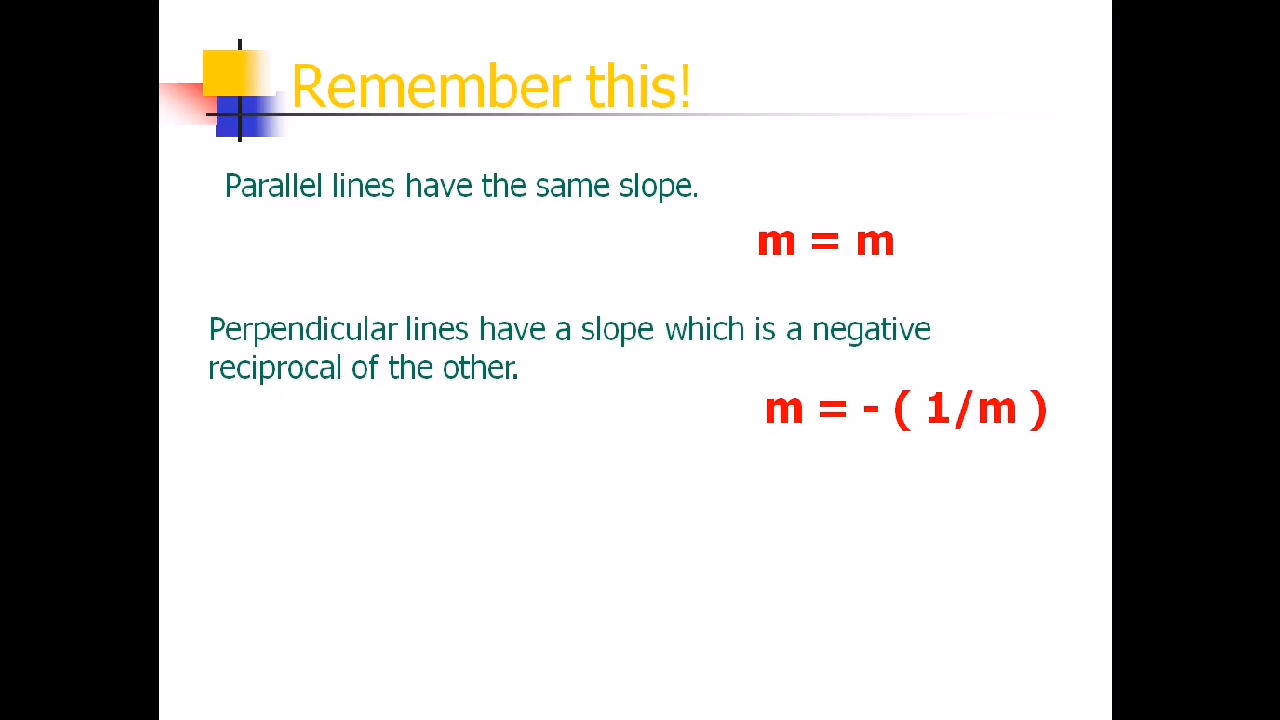 Remember this!
Parallel lines have the same slope.
m = m
Perpendicular lines have a slope which is a negative
reciprocal of the other.
m = - ( 1/m )